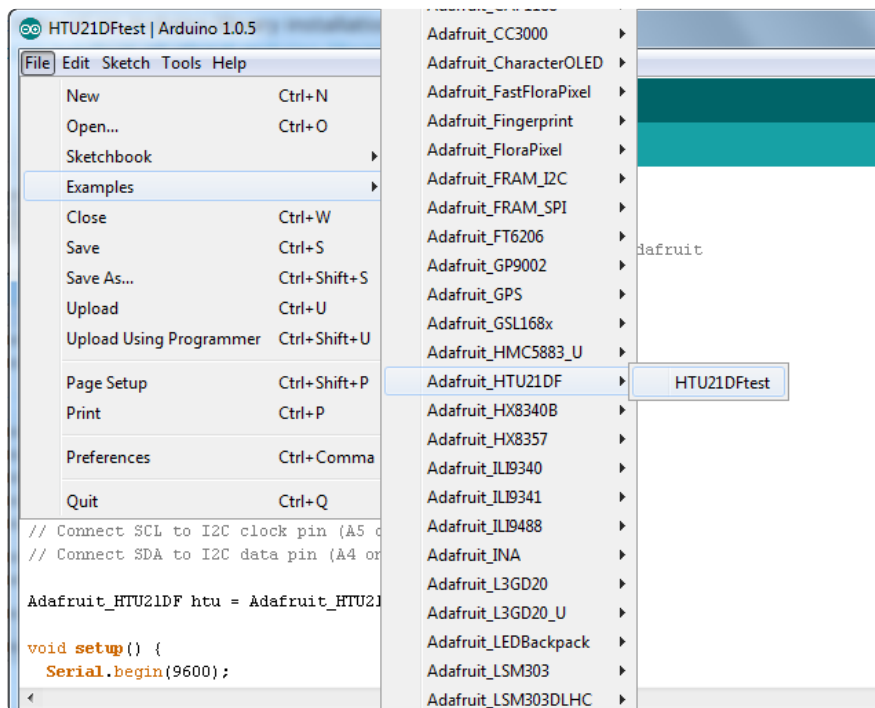 HTU21DFtest | Arduino 1.0.5
File Edit Sketch Tools Help
New Ctrl+N
Open... Ctrl+O
Sketchbook
Examples
Close Ctrl+W
Save Ctrl+S
Save As... Ctrl+Shift+S
Upload Ctrl+U
Upload Using Programmer Ctrl+Shift+U
Page Setup Ctrl+Shift+P
Print Ctrl+P
Preferences Ctrl+Comma
Quit Ctrl+Q
Adafruit_CC3000
Adafruit_CharacterOLED
Adafruit_FastFloraPixel
Adafruit_Fingerprint
Adafruit_FloraPixel
Adafruit_FRAM_I2C
Adafruit_FRAM_SPI
Adafruit_FT6206
Adafruit_GP9002
Adafruit_GPS
Adafruit_GSL168x
Adafruit_HMC5883_U
Adafruit_HTU21DF
Adafruit_HX8340B
Adafruit_HX8357
Adafruit_ILI9340
Adafruit_ILI9341
Adafruit_ILI9488
Adafruit_INA
Adafruit_L3GD20
Adafruit_L3GD20_U
Adafruit_LEDBackpack
Adafruit_LSM303
Adafruit_LSM303DLHC
HTU21DFtest
dafruit
// Connect SCL to I2C clock pin (A5
// Connect SDA to I2C data pin (A4 on
Adafruit_HTU21DF htu = Adafruit_HTU21
void setup() {
Serial.begin(9600);